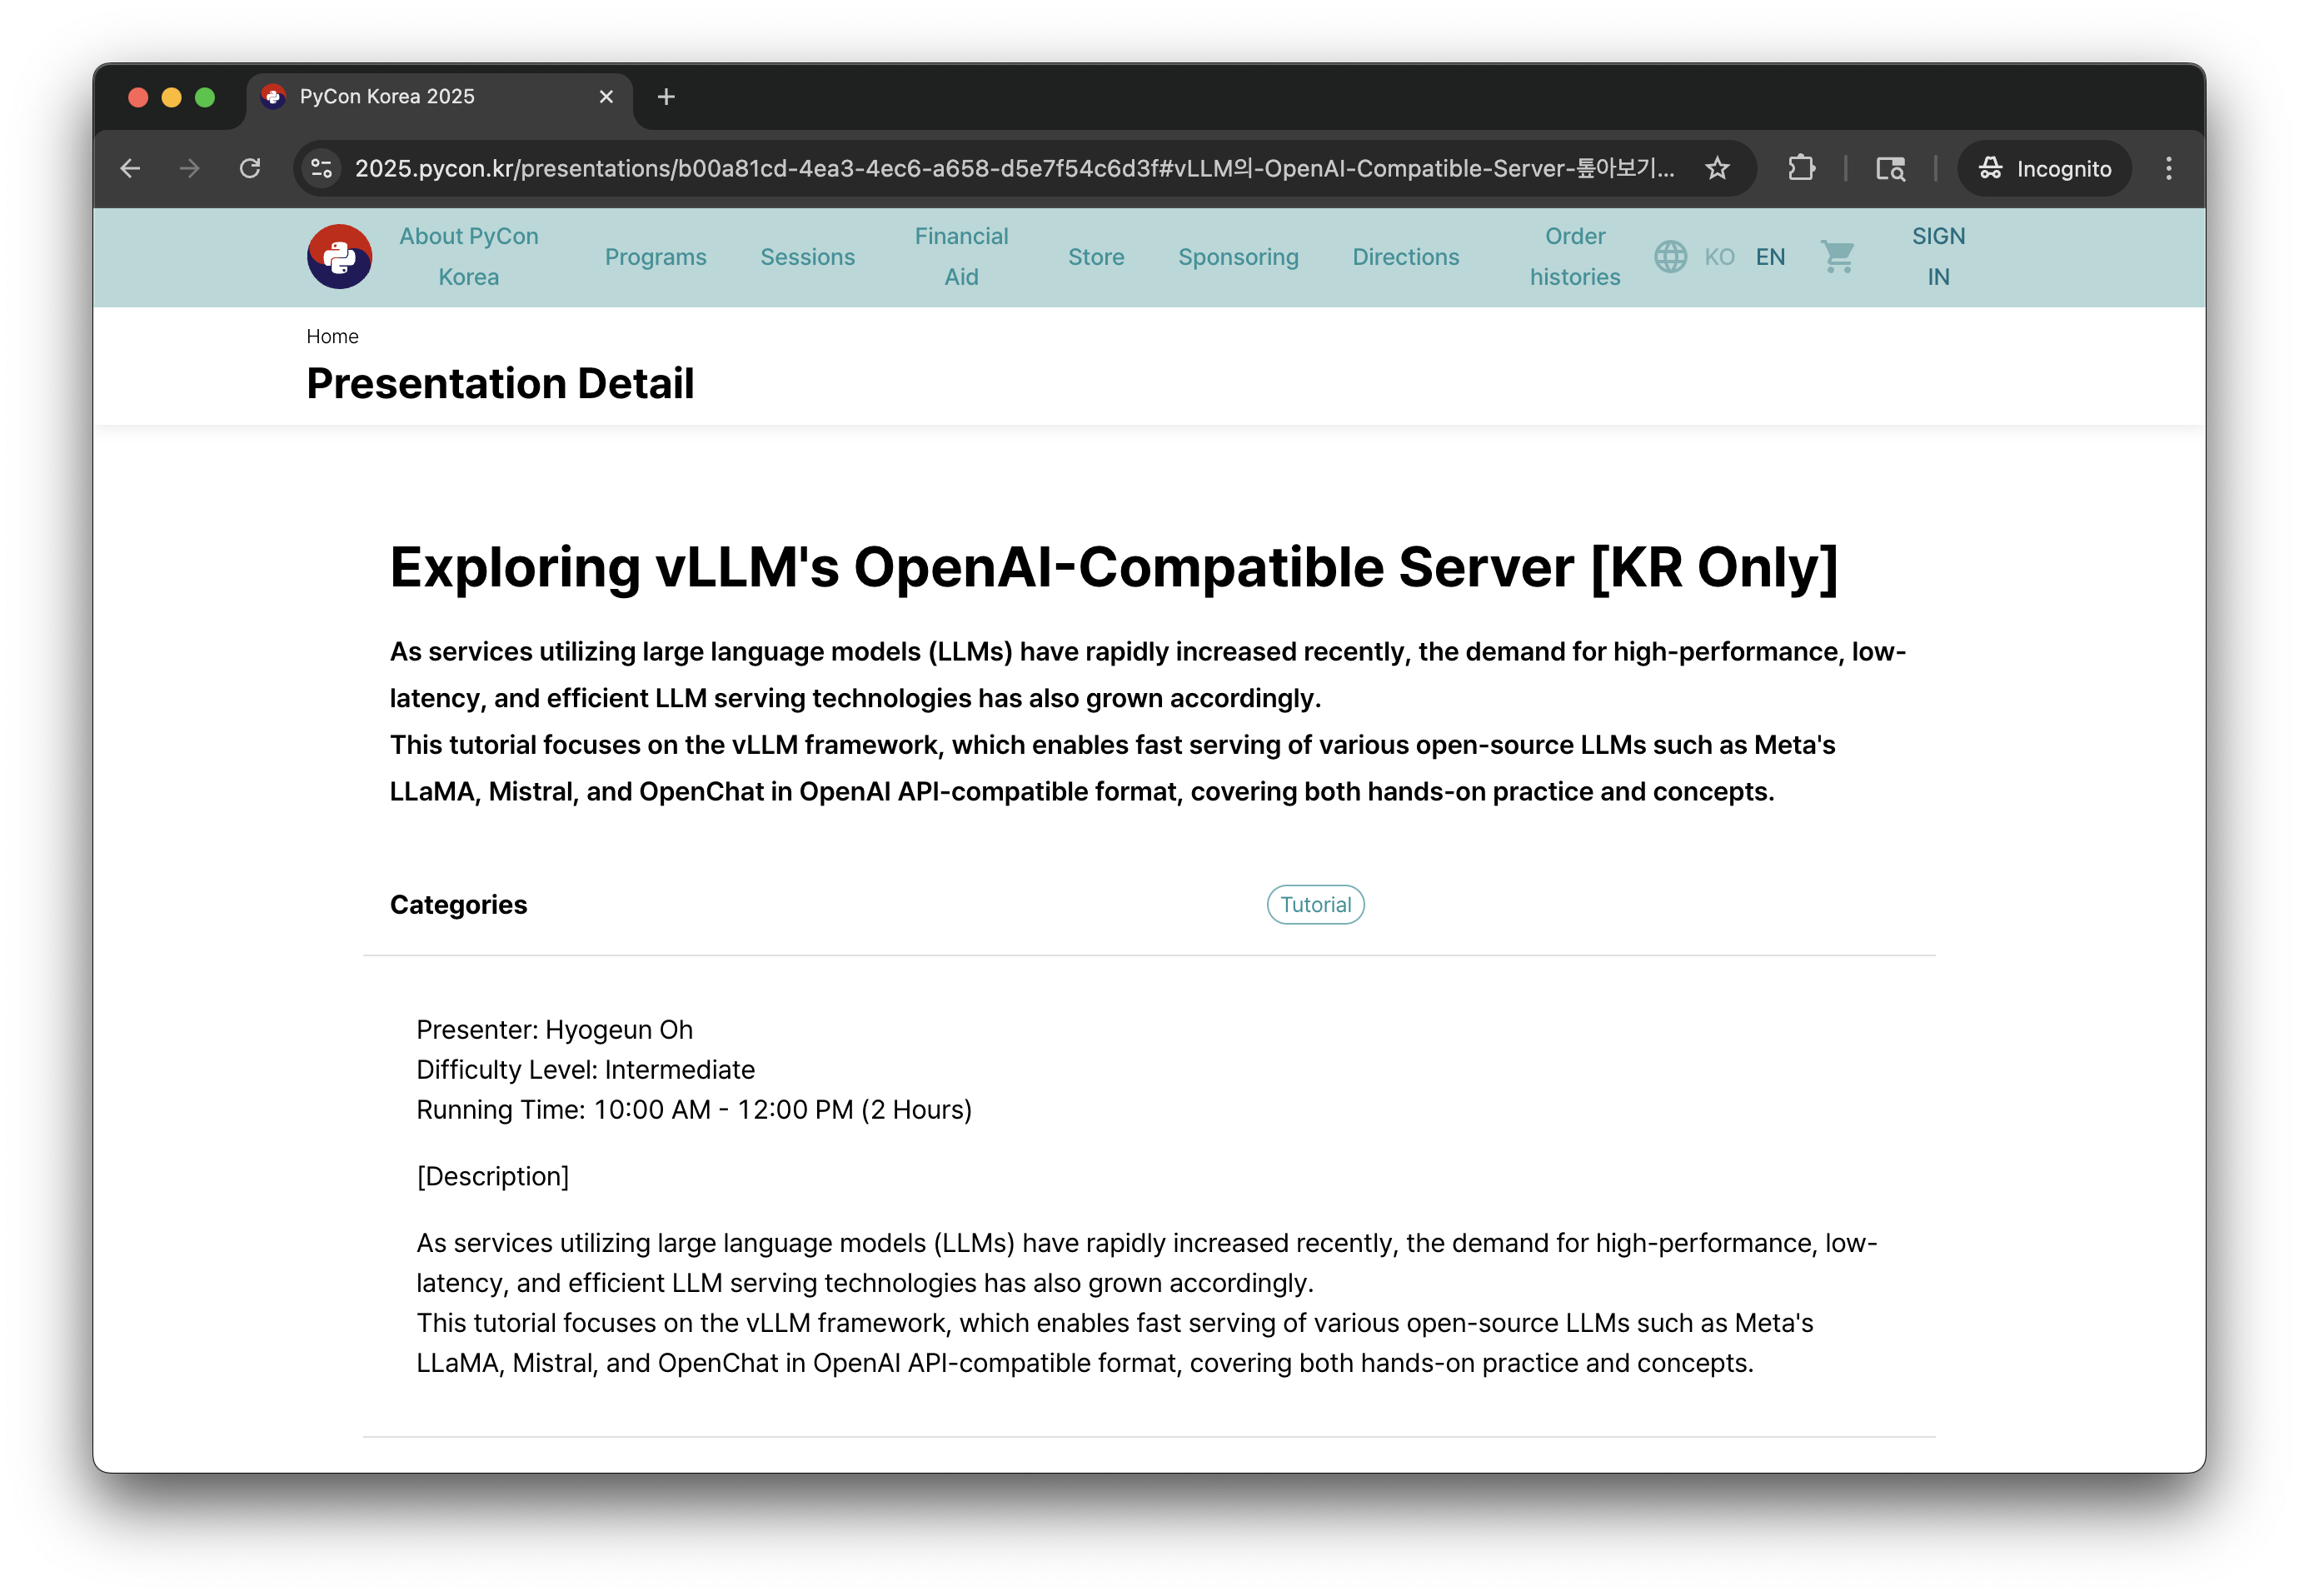 PyCon Korea 2025
2025.pycon.kr/presentations/b00a81cd-4ea3-4ec6-a658-d5e7f54c6d3f#vLLM의-OpenAI-Compatible-Server-톺아보기...
Incognito
About PyCon
Korea
Programs
Sessions
Financial
Aid
Store
Sponsoring
Directions
Order
histories
KO
EN
SIGN
IN
Home
Presentation Detail
Exploring vLLM's OpenAI-Compatible Server [KR Only]
As services utilizing large language models (LLMs) have rapidly increased recently, the demand for high-performance, low-
latency, and efficient LLM serving technologies has also grown accordingly.
This tutorial focuses on the vLLM framework, which enables fast serving of various open-source LLMs such as Meta's
LLaMA, Mistral, and OpenChat in OpenAI API-compatible format, covering both hands-on practice and concepts.
Categories
Tutorial
Presenter: Hyogeun Oh
Difficulty Level: Intermediate
Running Time: 10:00 AM - 12:00 PM (2 Hours)
[Description]
As services utilizing large language models (LLMs) have rapidly increased recently, the demand for high-performance, low-
latency, and efficient LLM serving technologies has also grown accordingly.
This tutorial focuses on the vLLM framework, which enables fast serving of various open-source LLMs such as Meta's
LLaMA, Mistral, and OpenChat in OpenAI API-compatible format, covering both hands-on practice and concepts.